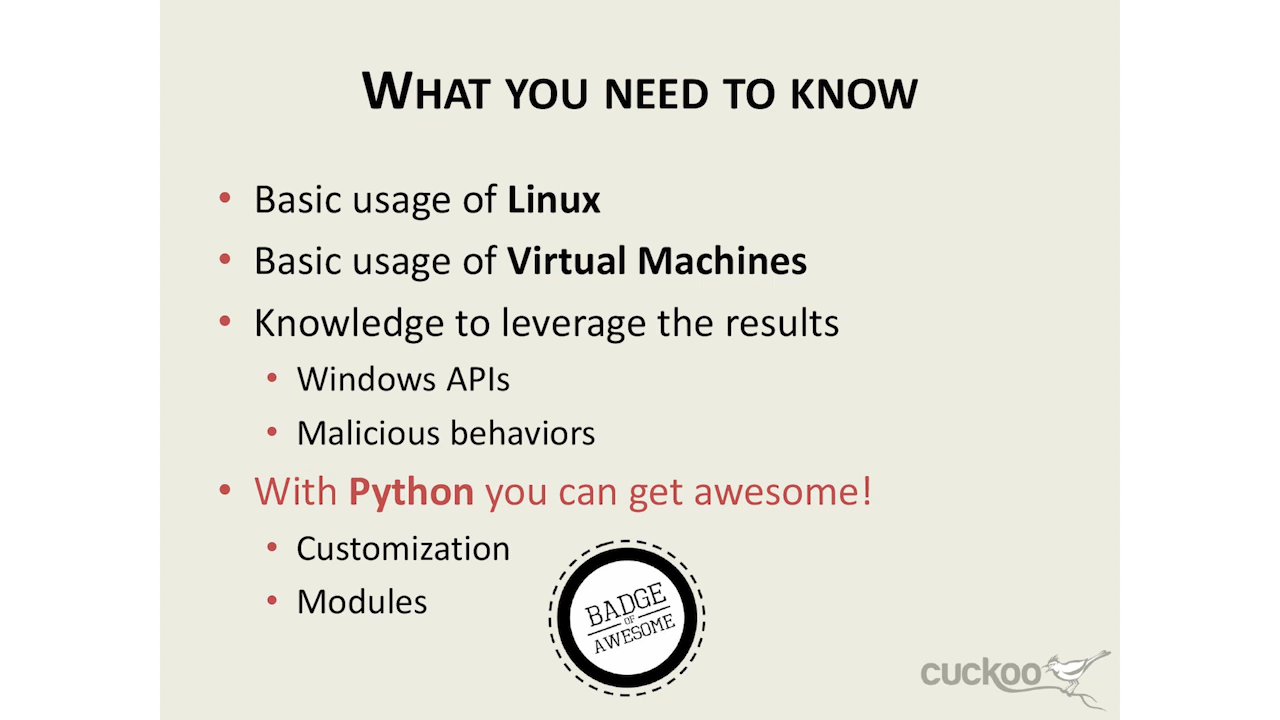 WHAT YOU NEED TO KNOW
• Basic usage of Linux
• Basic usage of Virtual Machines
• Knowledge to leverage the results
• Windows APIs
• Malicious behaviors
• With Python you can get awesome!
• Customization
• Modules
BADGE
OF
AWESOME
cuckoo